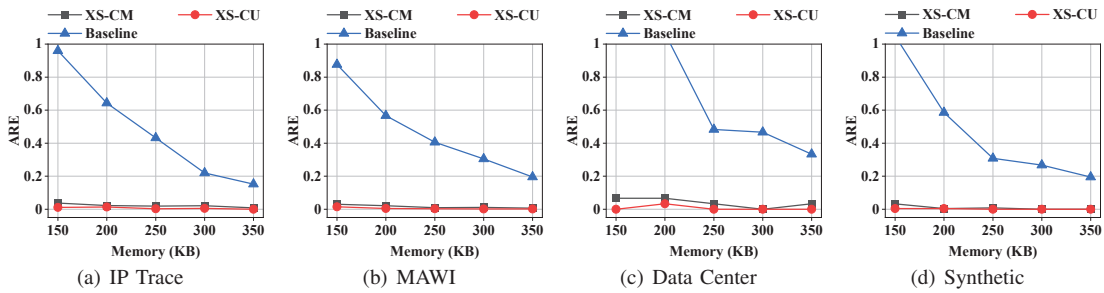 XS-CM XS-CU
Baseline
1
0.8
0.6
0.4
0.2
0
ARE
150 200 250 300 350
Memory (KB)
(a) IP Trace
XS-CM XS-CU
Baseline
1
0.8
0.6
0.4
0.2
0
ARE
150 200 250 300 350
Memory (KB)
(b) MAWI
XS-CM XS-CU
Baseline
1
0.8
0.6
0.4
0.2
0
ARE
150 200 250 300 350
Memory (KB)
(c) Data Center
XS-CM XS-CU
Baseline
1
0.8
0.6
0.4
0.2
0
ARE
150 200 250 300 350
Memory (KB)
(d) Synthetic